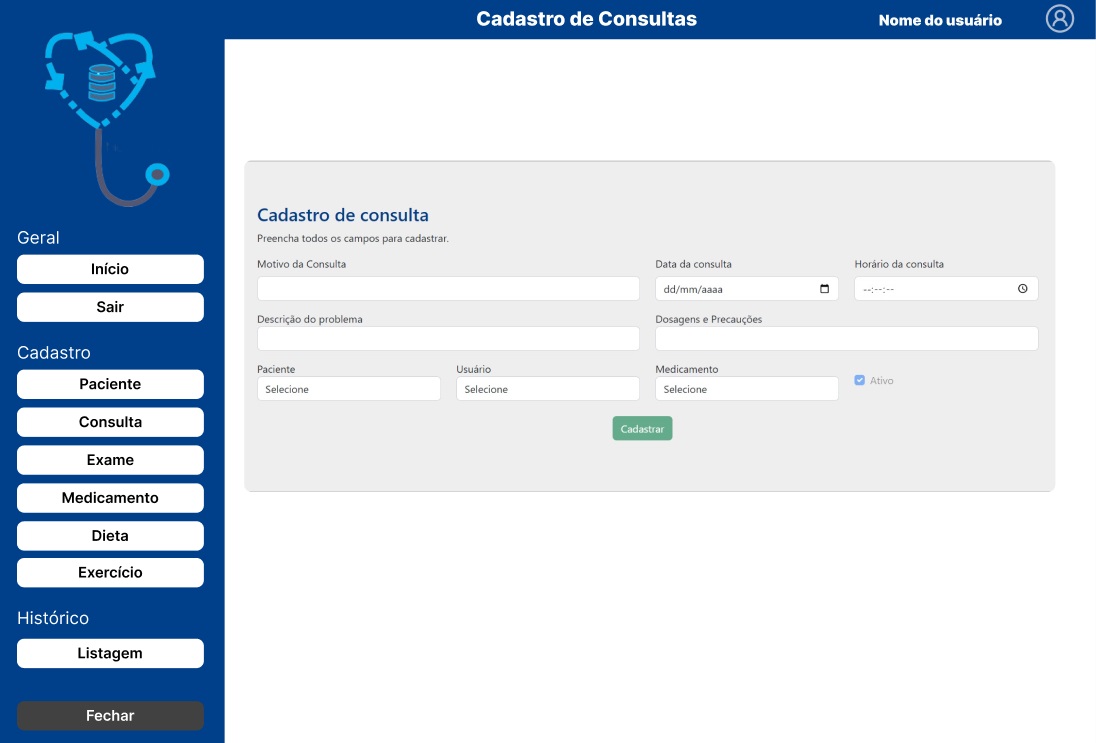 Cadastro de Consultas
Nome do usuário
Geral
Início
Sair
Cadastro
Paciente
Consulta
Exame
Medicamento
Dieta
Exercício
Histórico
Listagem
Fechar
Cadastro de consulta
Preencha todos os campos para cadastrar.
Motivo da Consulta
Data da consulta
Horário da consulta
dd/mm/aaaa
--:--:--
Descrição do problema
Dosagens e Precauções
Paciente
Usuário
Medicamento
Selecione
Selecione
Selecione
Ativo
Cadastrar